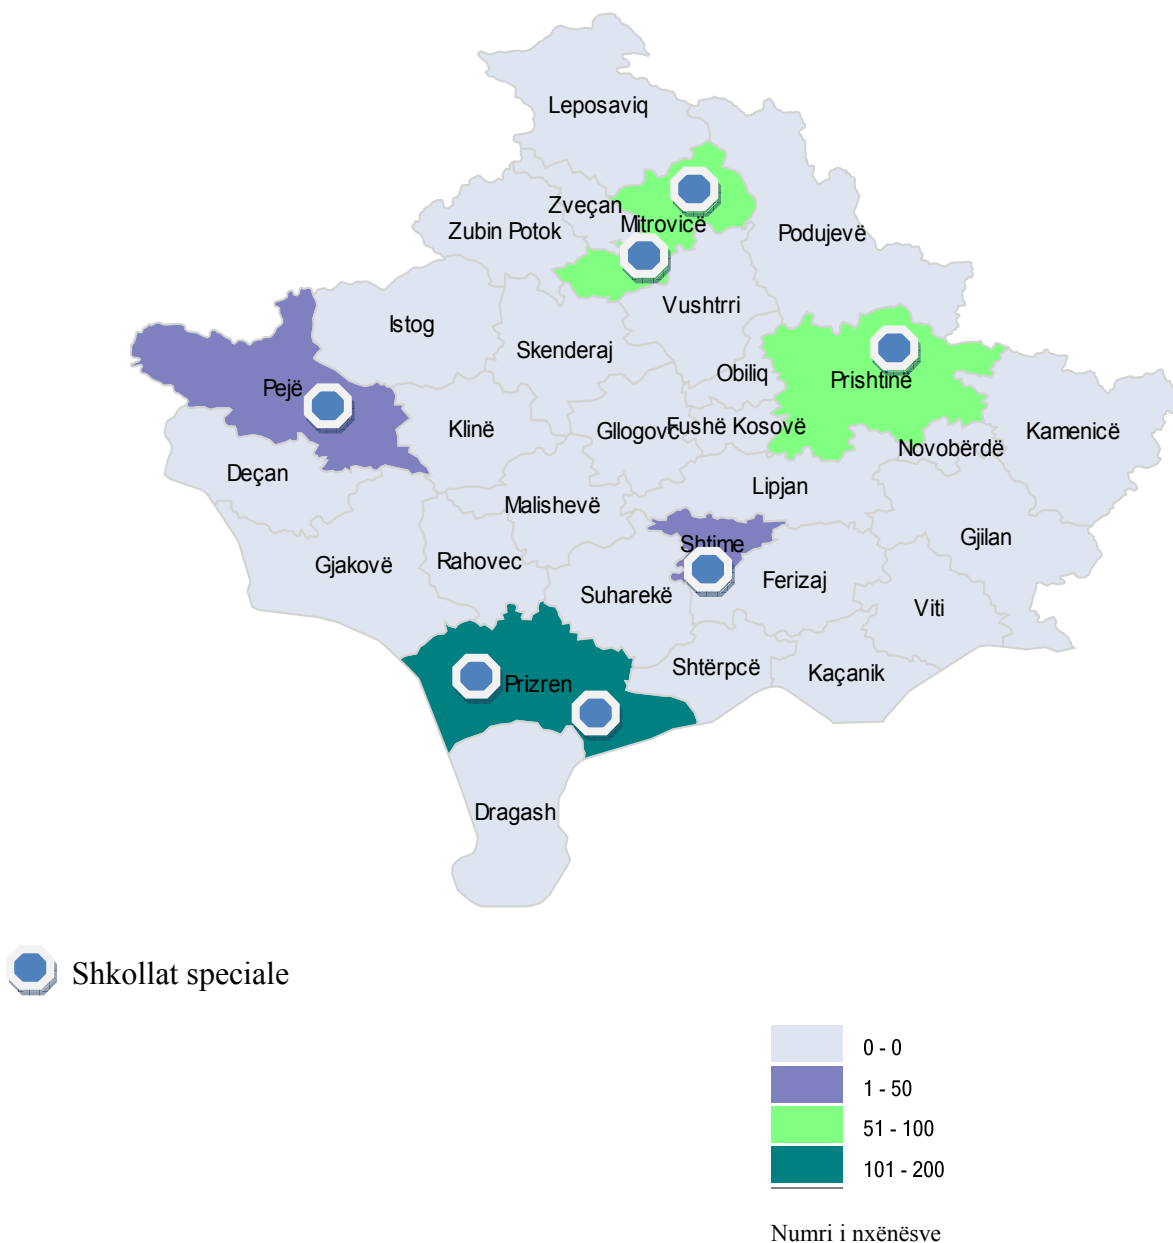 Leposaviq
Zveçan
Mitrovicë
Zubin Potok
Podujevë
Vushtrri
Istog
Skenderaj
Obiliq
Prishtinë
Pejë
Klinë
Gllogovc
Fushë Kosovë
Kamenicë
Novobërdë
Deçan
Lipjan
Malishevë
Shtime
Gjilan
Gjakovë
Rahovec
Ferizaj
Suharekë
Viti
Shtërpcë
Kaçanik
Prizren
Dragash
Shkollat speciale
0 - 0
1 - 50
51 - 100
101 - 200
Numri i nxënësve